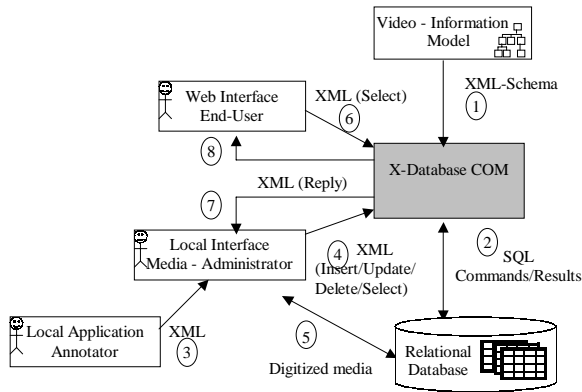 Video - Information
Model
XML-Schema
1
Web Interface
End-User
XML (Select)
6
8
X-Database COM
XML (Reply)
7
Local Interface
Media - Administrator
4
XML
(Insert/Update/
Delete/Select)
2
SQL
Commands/Results
Local Application
Annotator
XML
3
5
Digitized media
Relational
Database